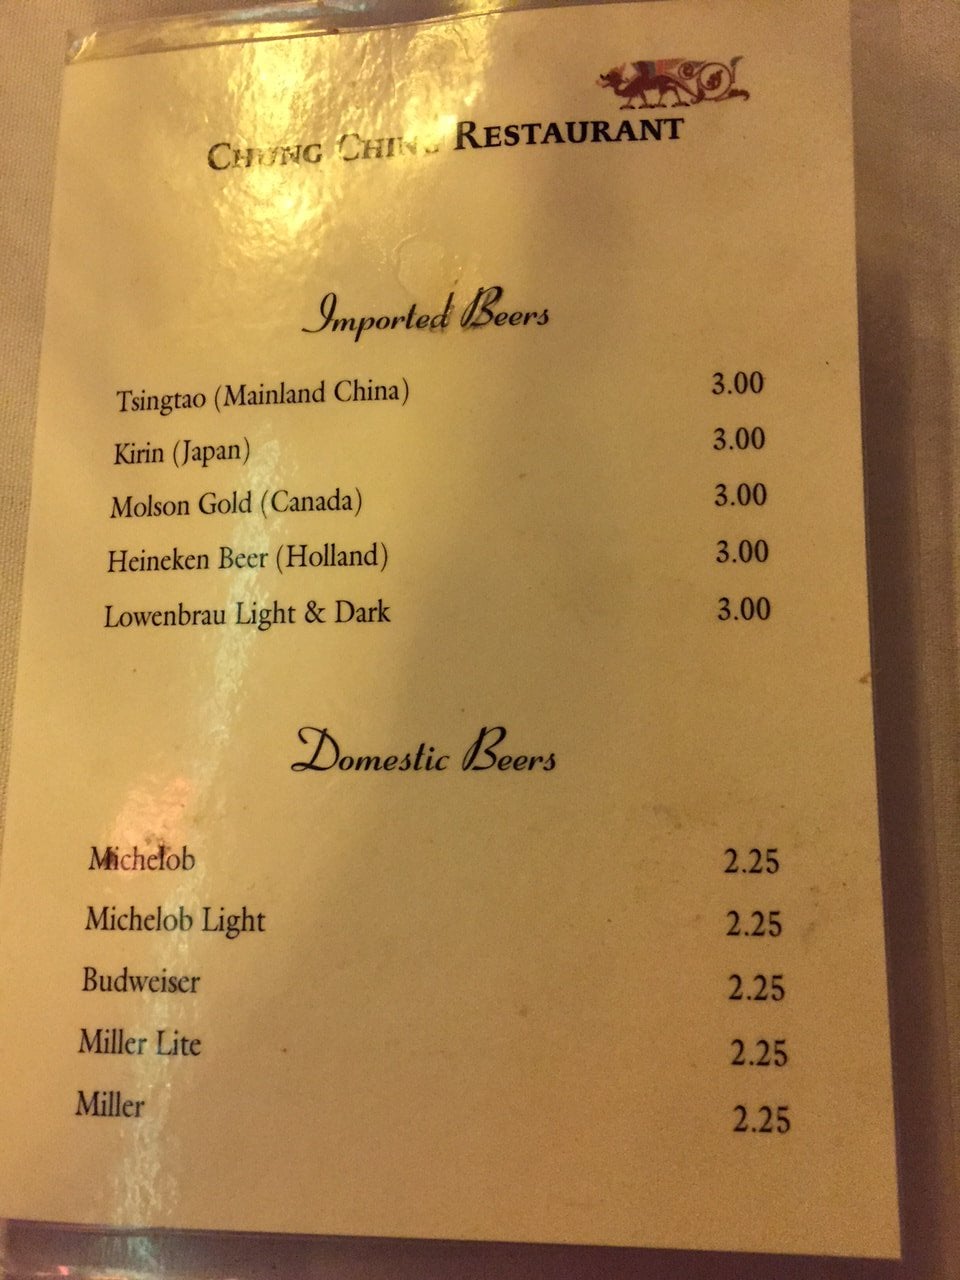 Chung Ching Restaurant
Imported Beers
Tsingtao (Mainland China) 3.00
Kirin (Japan) 3.00
Molson Gold (Canada) 3.00
Heineken Beer (Holland) 3.00
Lowenbrau Light & Dark 3.00
Domestic Beers
Michelob 2.25
Michelob Light 2.25
Budweiser 2.25
Miller Lite 2.25
Miller 2.25